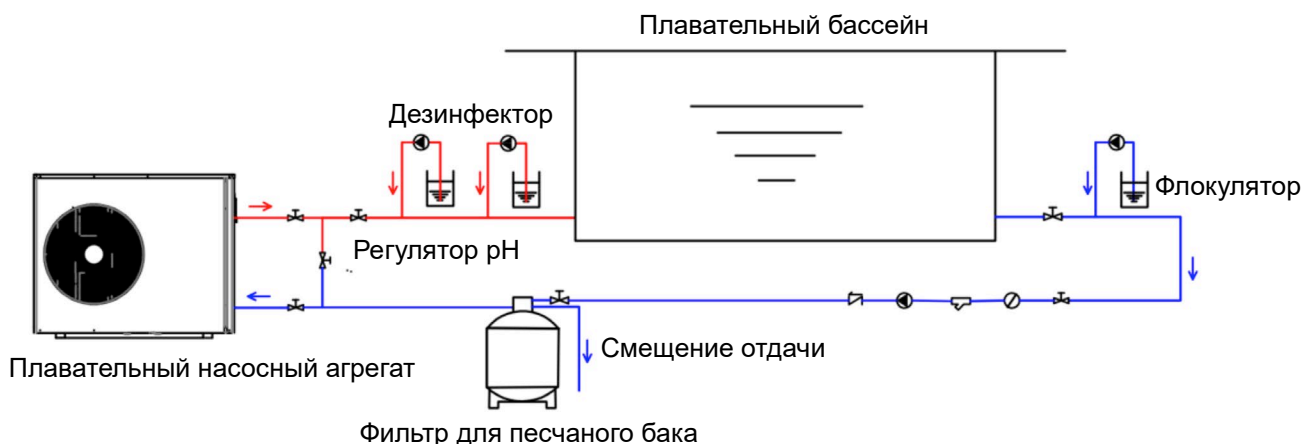 Плавательный бассейн
Дезинфектор
Флокулятор
Регулятор pH
Смещение отдачи
Плавательный насосный агрегат
Фильтр для песчаного бака